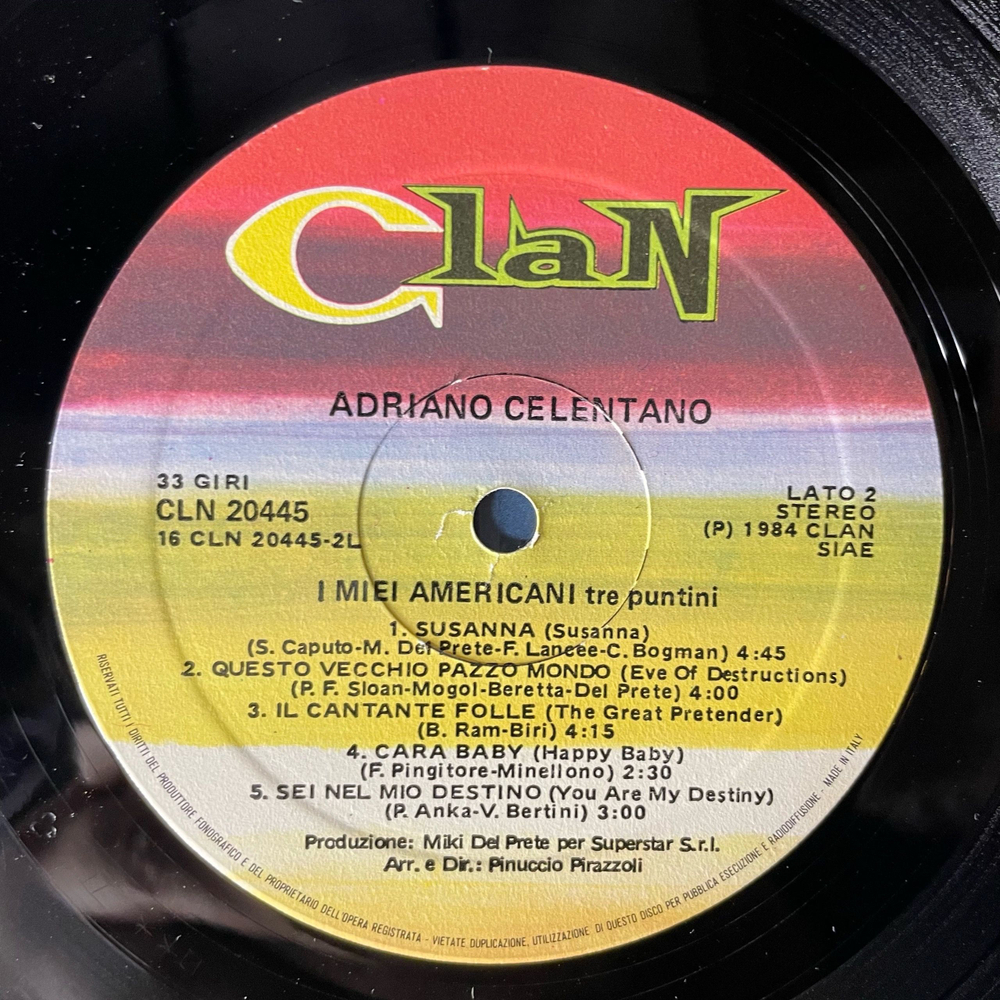 Clan
ADRIANO CELENTANO
33 GIRI
CLN 20445
16 CLN 20445-2L
LATO 2
STEREO
(P) 1984 CLAN
SIAE
I MIEI AMERICANI tre puntini
1. SUSANNA (Susanna)
(S. Caputo-M. Del Prete-F. Lancee-C. Bogman) 4:45
2. QUESTO VECCHIO PAZZO MONDO (Eve Of Destructions)
(P. F. Sloan-Mogol-Beretta-Del Prete) 4:00
3. IL CANTANTE FOLLE (The Great Pretender)
(B. Ram-Biri) 4:15
4. CARA BABY (Happy Baby)
(F. Pingitore-Minellono) 2:30
5. SEI NEL MIO DESTINO (You Are My Destiny)
(P. Anka-V. Bertini) 3:00
Produzione: Miki Del Prete per Superstar S.r.l.
Arr. e Dir.: Pinuccio Pirazzoli
RISERVATI TUTTI I DIRITTI DEL PRODUTTORE FONOGRAFICO E DEL PROPRIETARIO DELL'OPERA REGISTRATA - VIETATE DUPLICAZIONE, UTILIZZAZIONE DI QUESTO DISCO PER PUBBLICA ESECUZIONE E RADIODIFFUSIONE - MADE IN ITALY